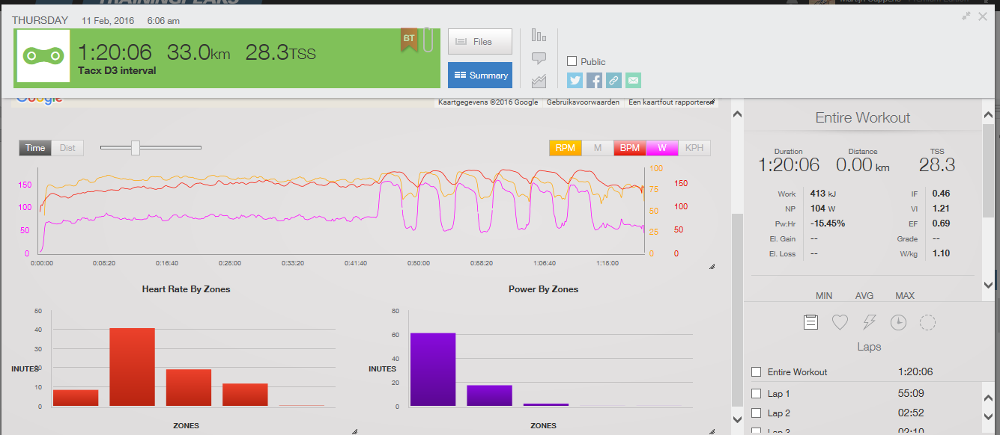 TRAININGPEAKS
THURSDAY 11 Feb, 2016 6:06 am
1:20:06 33.0km 28.3TSS
BT
Tacx D3 interval
Files
Summary
Public
Google
Kaartgegevens ©2016 Google Gebruiksvoorwaarden Een kaartfout rapporteren
Time Dist
RPM M BPM W KPH
150 100 50 0
100 75 50 25 0
150 100 50 0
0:00:00 0:08:20 0:16:40 0:25:00 0:33:20 0:41:40 0:50:00 0:58:20 1:06:40 1:15:00
Heart Rate By Zones
50 40 30 20 10 0
INUTES
ZONES
Power By Zones
80 60 40 20 0
INUTES
ZONES
Entire Workout
Duration Distance TSS
1:20:06 0.00 km 28.3
Work 413 kJ IF 0.46
NP 104 W VI 1.21
Pw:Hr -15.45% EF 0.69
El. Gain -- Grade --
El. Loss -- W/kg 1.10
MIN AVG MAX
Laps
Entire Workout 1:20:06
Lap 1 55:09
Lap 2 02:52
Lap 3 02:10